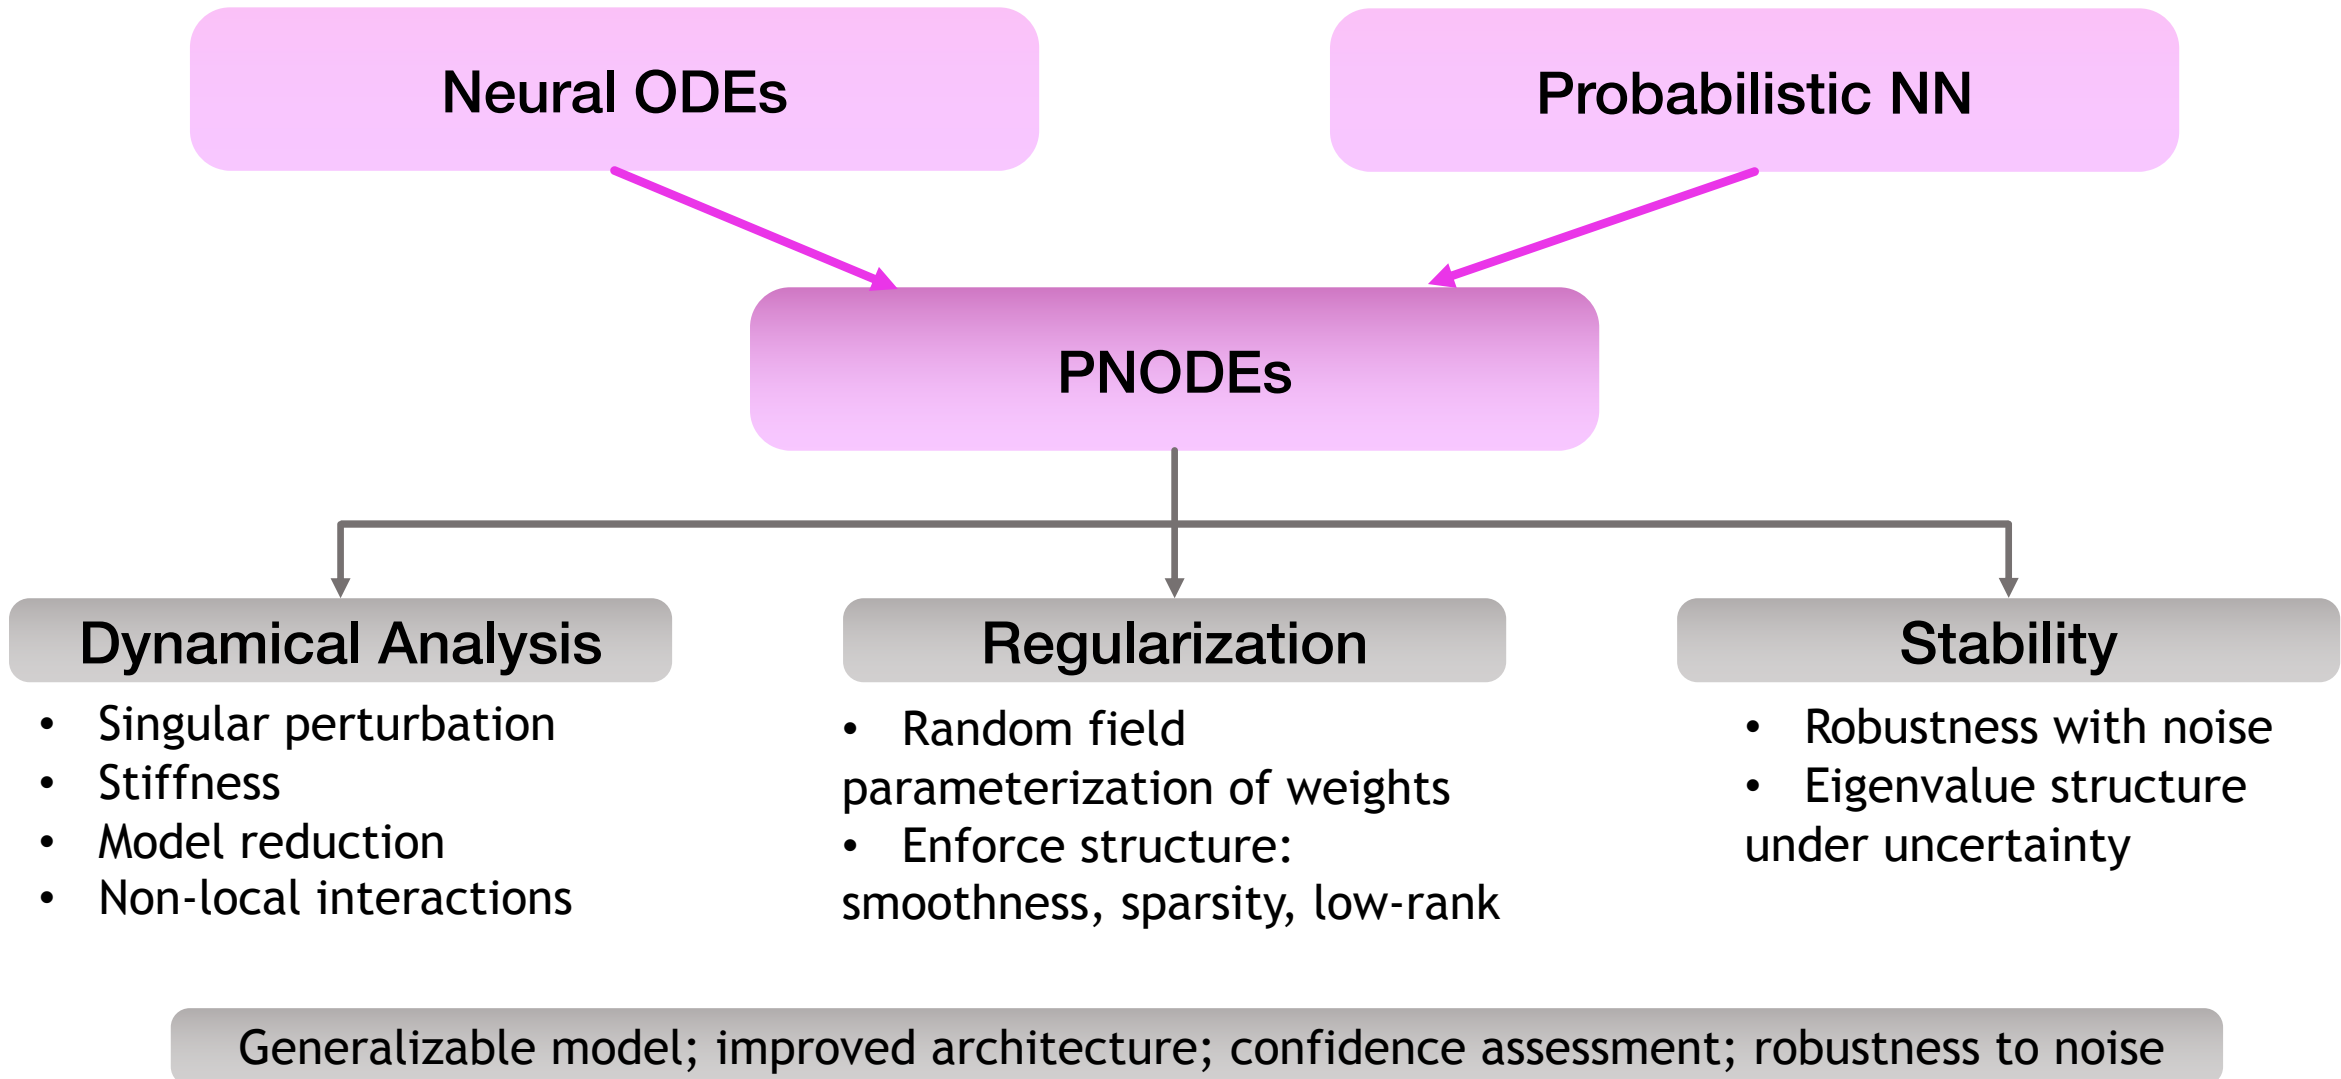 Neural ODEs
Probabilistic NN
PNODEs
Dynamical Analysis
• Singular perturbation
• Stiffness
• Model reduction
• Non-local interactions
Regularization
• Random field
parameterization of weights
• Enforce structure:
smoothness, sparsity, low-rank
Stability
• Robustness with noise
• Eigenvalue structure
under uncertainty
Generalizable model; improved architecture; confidence assessment; robustness to noise